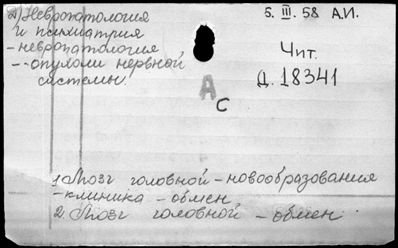 2) Невропатология
и психиатрия
- невропатология
-- опухоли нервной
системы.
5. III. 58 А.И.
Чит.
Д. 18341
А
С
1 Мозг головной - новообразования
- клиника - обмен
2 Мозг головной - обмен.